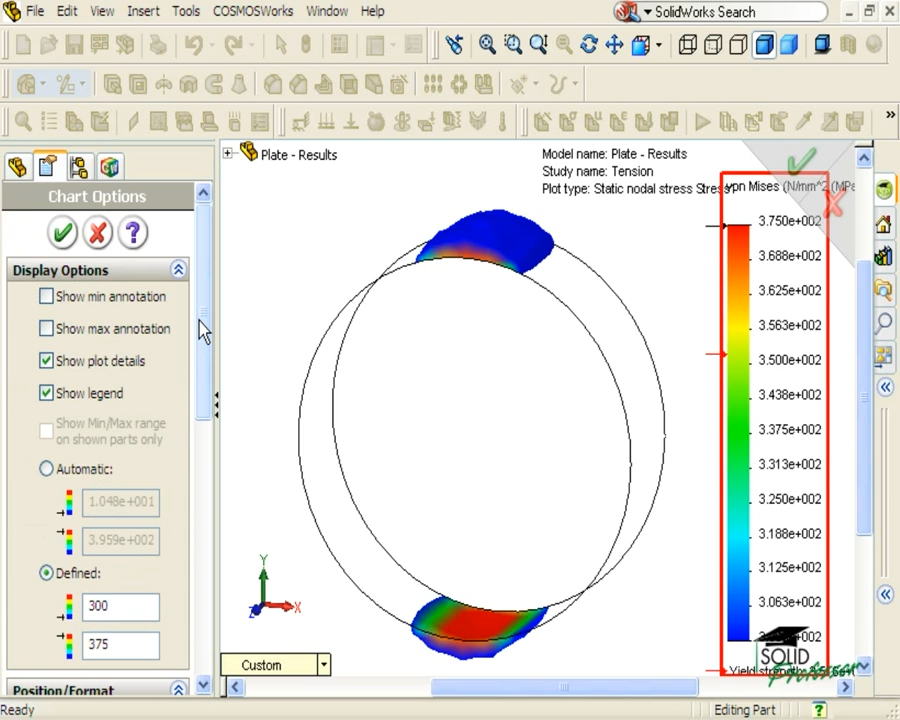 File Edit View Insert Tools COSMOSWorks Window Help SolidWorks Search
Plate - Results
Model name: Plate - Results
Study name: Tension
Plot type: Static nodal stress Stres
von Mises (N/mm^2 (MPa
Chart Options
Display Options
Show min annotation
Show max annotation
Show plot details
Show legend
Show Min/Max range
on shown parts only
Automatic:
1.048e+001
3.959e+002
Defined:
300
375
Position/Format
3.750e+002
3.688e+002
3.625e+002
3.563e+002
3.500e+002
3.438e+002
3.375e+002
3.313e+002
3.250e+002
3.188e+002
3.125e+002
3.063e+002
Y
X
Z
Custom
SOLID
Professor
Yield strength:
Ready
Editing Part